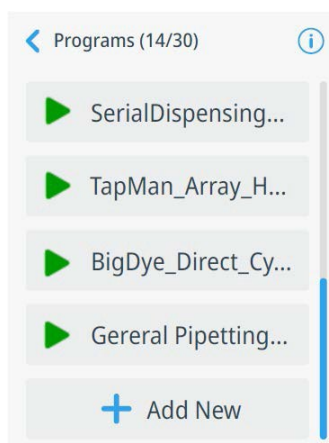 Programs (14/30)
SerialDispensing...
TapMan_Array_H...
BigDye_Direct_Cy...
Gereral Pipetting...
Add New